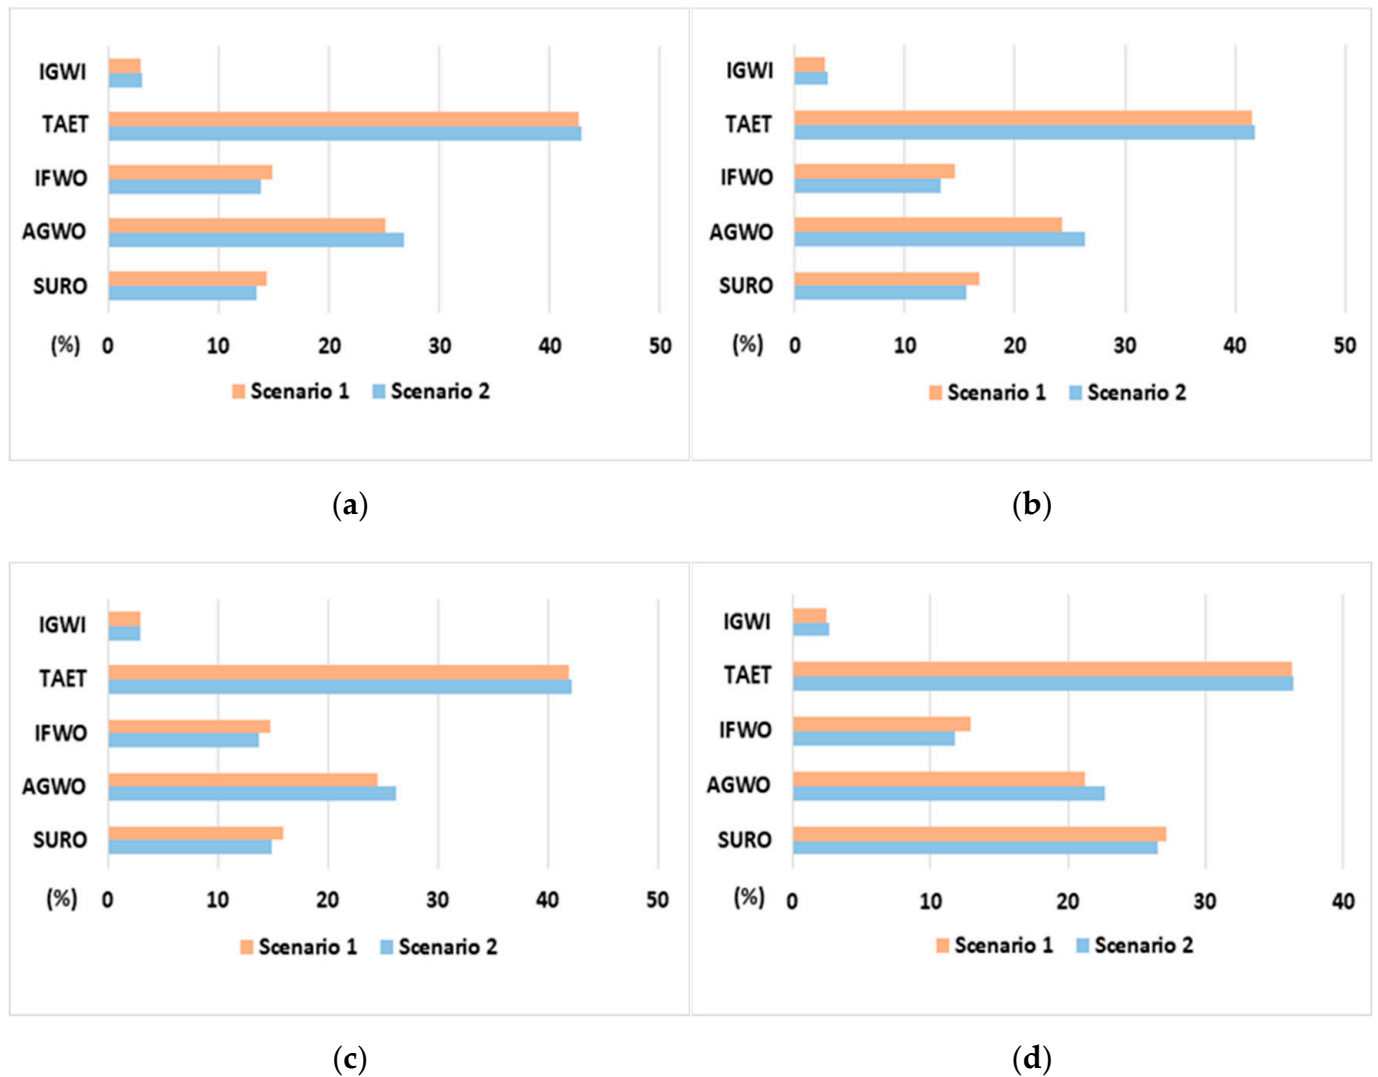 IGWI
TAET
IFWO
AGWO
SURO
(%) 0 10 20 30 40 50
Scenario 1 Scenario 2
(a)
IGWI
TAET
IFWO
AGWO
SURO
(%) 0 10 20 30 40 50
Scenario 1 Scenario 2
(b)
IGWI
TAET
IFWO
AGWO
SURO
(%) 0 10 20 30 40 50
Scenario 1 Scenario 2
(c)
IGWI
TAET
IFWO
AGWO
SURO
(%) 0 10 20 30 40
Scenario 1 Scenario 2
(d)